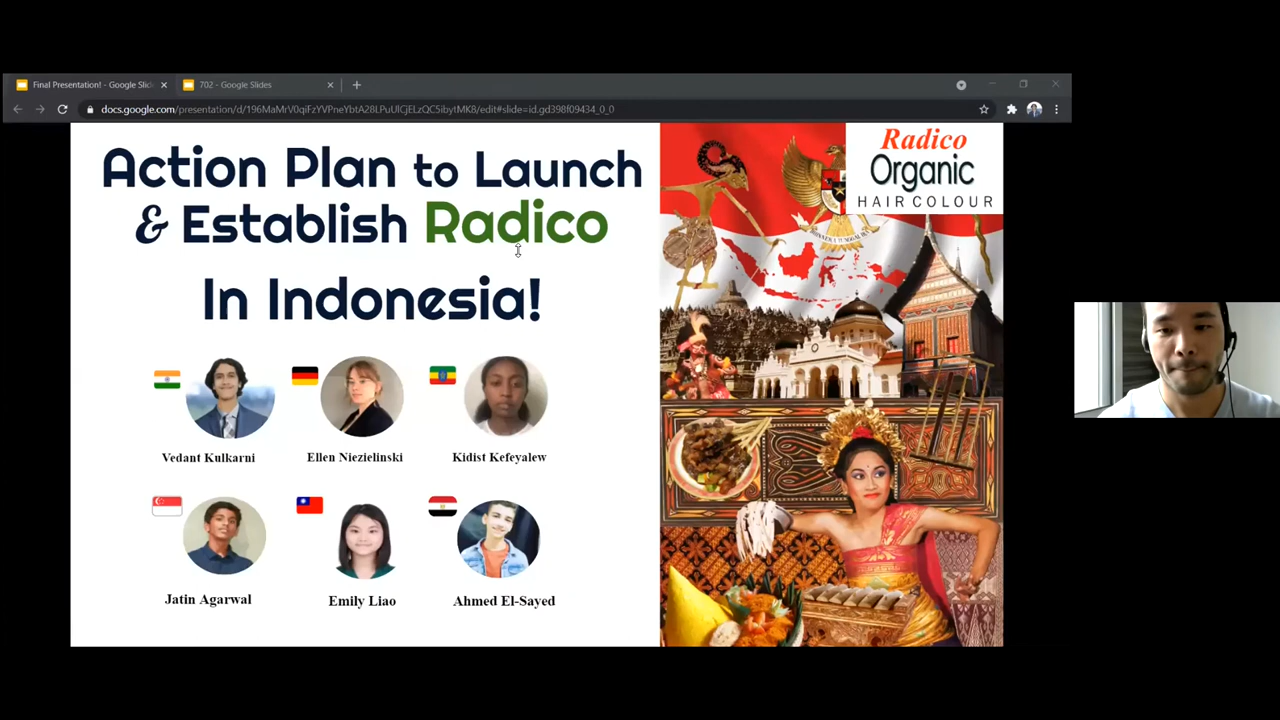 Final Presentation! - Google Slid
702 - Google Slides
docs.google.com/presentation/d/196MaMrV0qiFzYVPneYbtA28LPuUlCjELzQC5ibytMK8/edit#slide=id.gd398f09434_0_0
Action Plan to Launch
& Establish Radico
In Indonesia!
Radico
Organic
HAIR COLOUR
Vedant Kulkarni
Ellen Niezielinski
Kidist Kefeyalew
Jatin Agarwal
Emily Liao
Ahmed El-Sayed